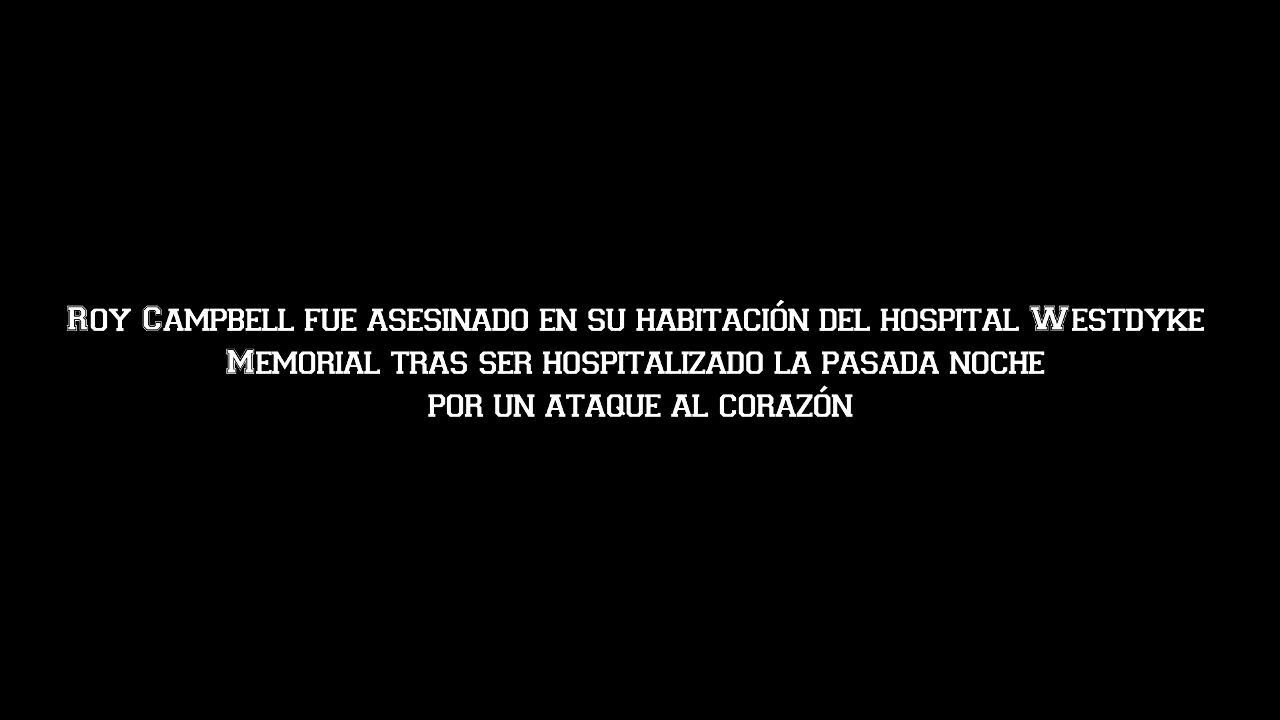 Roy Campbell fue asesinado en su habitación del hospital Westdyke
Memorial tras ser hospitalizado la pasada noche
por un ataque al corazón